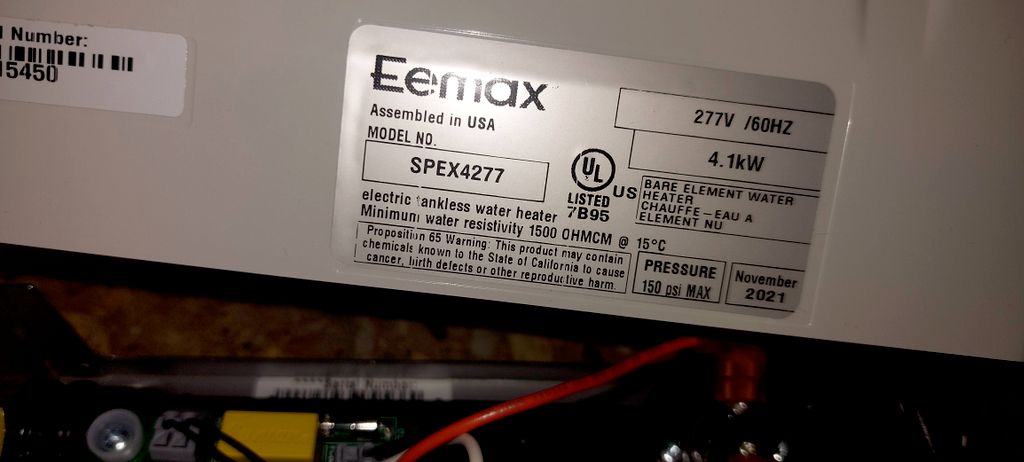 Number:
15450
Eemax
Assembled in USA
MODEL NO.
SPEX4277
277V /60HZ
4.1kW
UL
LISTED US
7B95
BARE ELEMENT WATER
HEATER
CHAUFFE-EAU A
ELEMENT NU
electric tankless water heater
Minimum water resistivity 1500 OHMCM @ 15°C
Proposition 65 Warning: This product may contain
chemicals known to the State of California to cause
cancer, birth defects or other reproductive harm.
PRESSURE
150 psi MAX
November
2021
Serial Number: